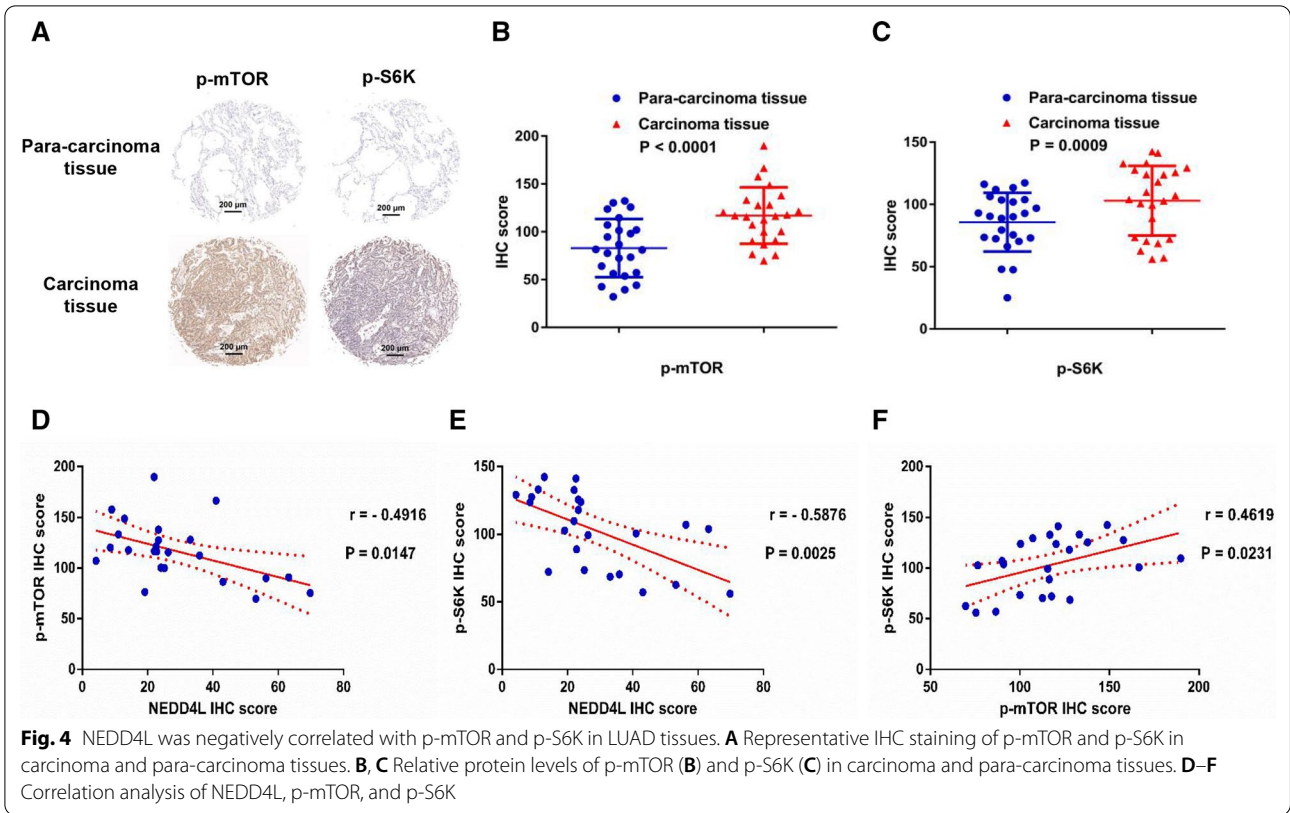 A
p-mTOR
p-S6K
Para-carcinoma
tissue
200 µm
200 µm
Carcinoma
tissue
200 µm
200 µm
B
Para-carcinoma tissue
Carcinoma tissue
P < 0.0001
200
150
100
50
0
IHC score
p-mTOR
C
Para-carcinoma tissue
Carcinoma tissue
P = 0.0009
150
100
50
0
IHC score
p-S6K
D
200
150
100
50
0
p-mTOR IHC score
r = - 0.4916
P = 0.0147
0 20 40 60 80
NEDD4L IHC score
E
150
100
50
0
p-S6K IHC score
r = - 0.5876
P = 0.0025
0 20 40 60 80
NEDD4L IHC score
F
200
150
100
50
0
p-S6K IHC score
r = 0.4619
P = 0.0231
50 100 150 200
p-mTOR IHC score
Fig. 4 NEDD4L was negatively correlated with p-mTOR and p-S6K in LUAD tissues. A Representative IHC staining of p-mTOR and p-S6K in
carcinoma and para-carcinoma tissues. B, C Relative protein levels of p-mTOR (B) and p-S6K (C) in carcinoma and para-carcinoma tissues. D–F
Correlation analysis of NEDD4L, p-mTOR, and p-S6K